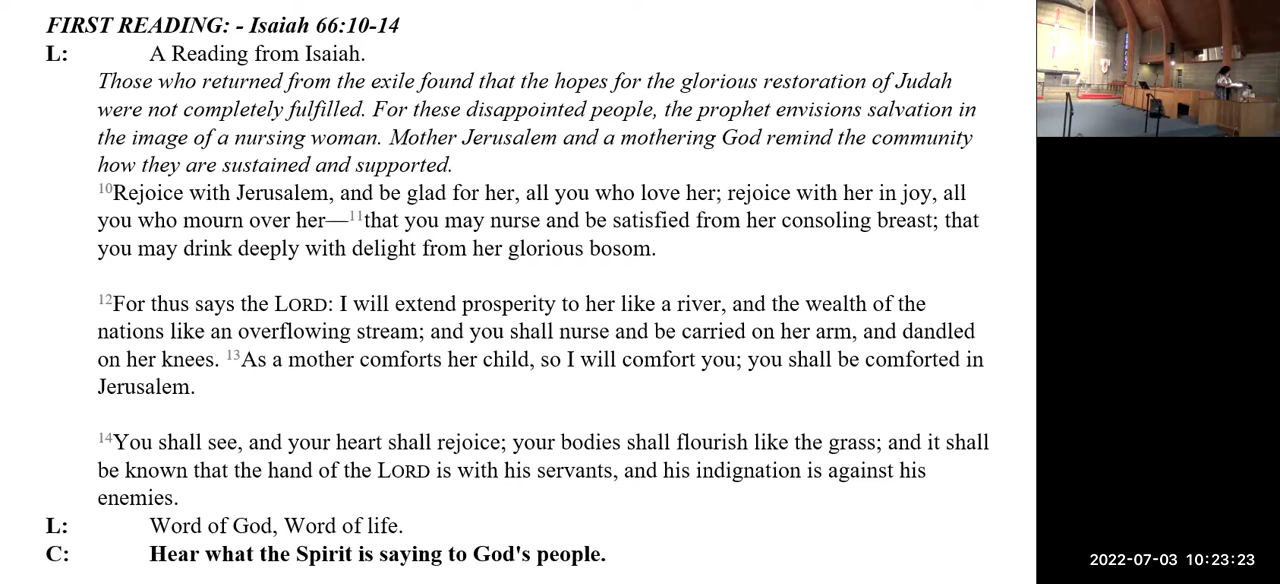 FIRST READING: - Isaiah 66:10-14
L: A Reading from Isaiah.
Those who returned from the exile found that the hopes for the glorious restoration of Judah
were not completely fulfilled. For these disappointed people, the prophet envisions salvation in
the image of a nursing woman. Mother Jerusalem and a mothering God remind the community
how they are sustained and supported.
10Rejoice with Jerusalem, and be glad for her, all you who love her; rejoice with her in joy, all
you who mourn over her—11that you may nurse and be satisfied from her consoling breast; that
you may drink deeply with delight from her glorious bosom.
12For thus says the LORD: I will extend prosperity to her like a river, and the wealth of the
nations like an overflowing stream; and you shall nurse and be carried on her arm, and dandled
on her knees. 13As a mother comforts her child, so I will comfort you; you shall be comforted in
Jerusalem.
14You shall see, and your heart shall rejoice; your bodies shall flourish like the grass; and it shall
be known that the hand of the LORD is with his servants, and his indignation is against his
enemies.
L: Word of God, Word of life.
C: Hear what the Spirit is saying to God's people.
2022-07-03 10:23:23